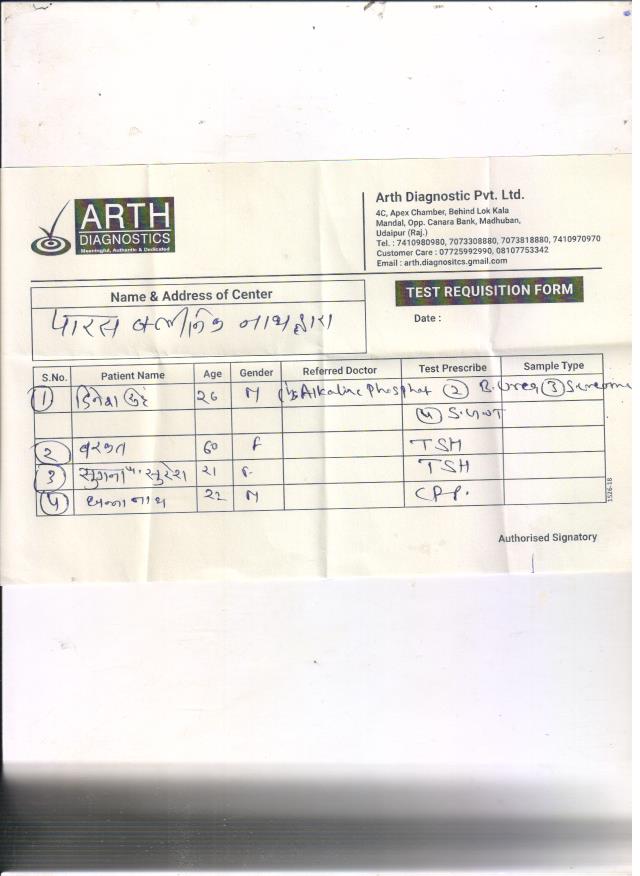 ARTH
DIAGNOSTICS
Meaningful, Authentic & Dedicated
Arth Diagnostic Pvt. Ltd.
4C, Apex Chamber, Behind Lok Kala
Mandal, Opp. Canara Bank, Madhuban,
Udaipur (Raj.)
Tel. : 7410980980, 7073308880, 7073818880, 7410970970
Customer Care : 07725992990, 08107753342
Email : arth.diagnositcs.gmail.com
Name & Address of Center
TEST REQUISITION FORM
पारस क्लीनिक नाथद्वारा
Date :
S.No. Patient Name Age Gender Referred Doctor Test Prescribe Sample Type
1 दिनेश 26 M (1) Alkaline Phosphat (2) B. Urea (3)
(4) S.
2 60 F TSH
3 सुगना सुरेश 21 F. TSH
4 नाथ 22 M
1526-18
Authorised Signatory